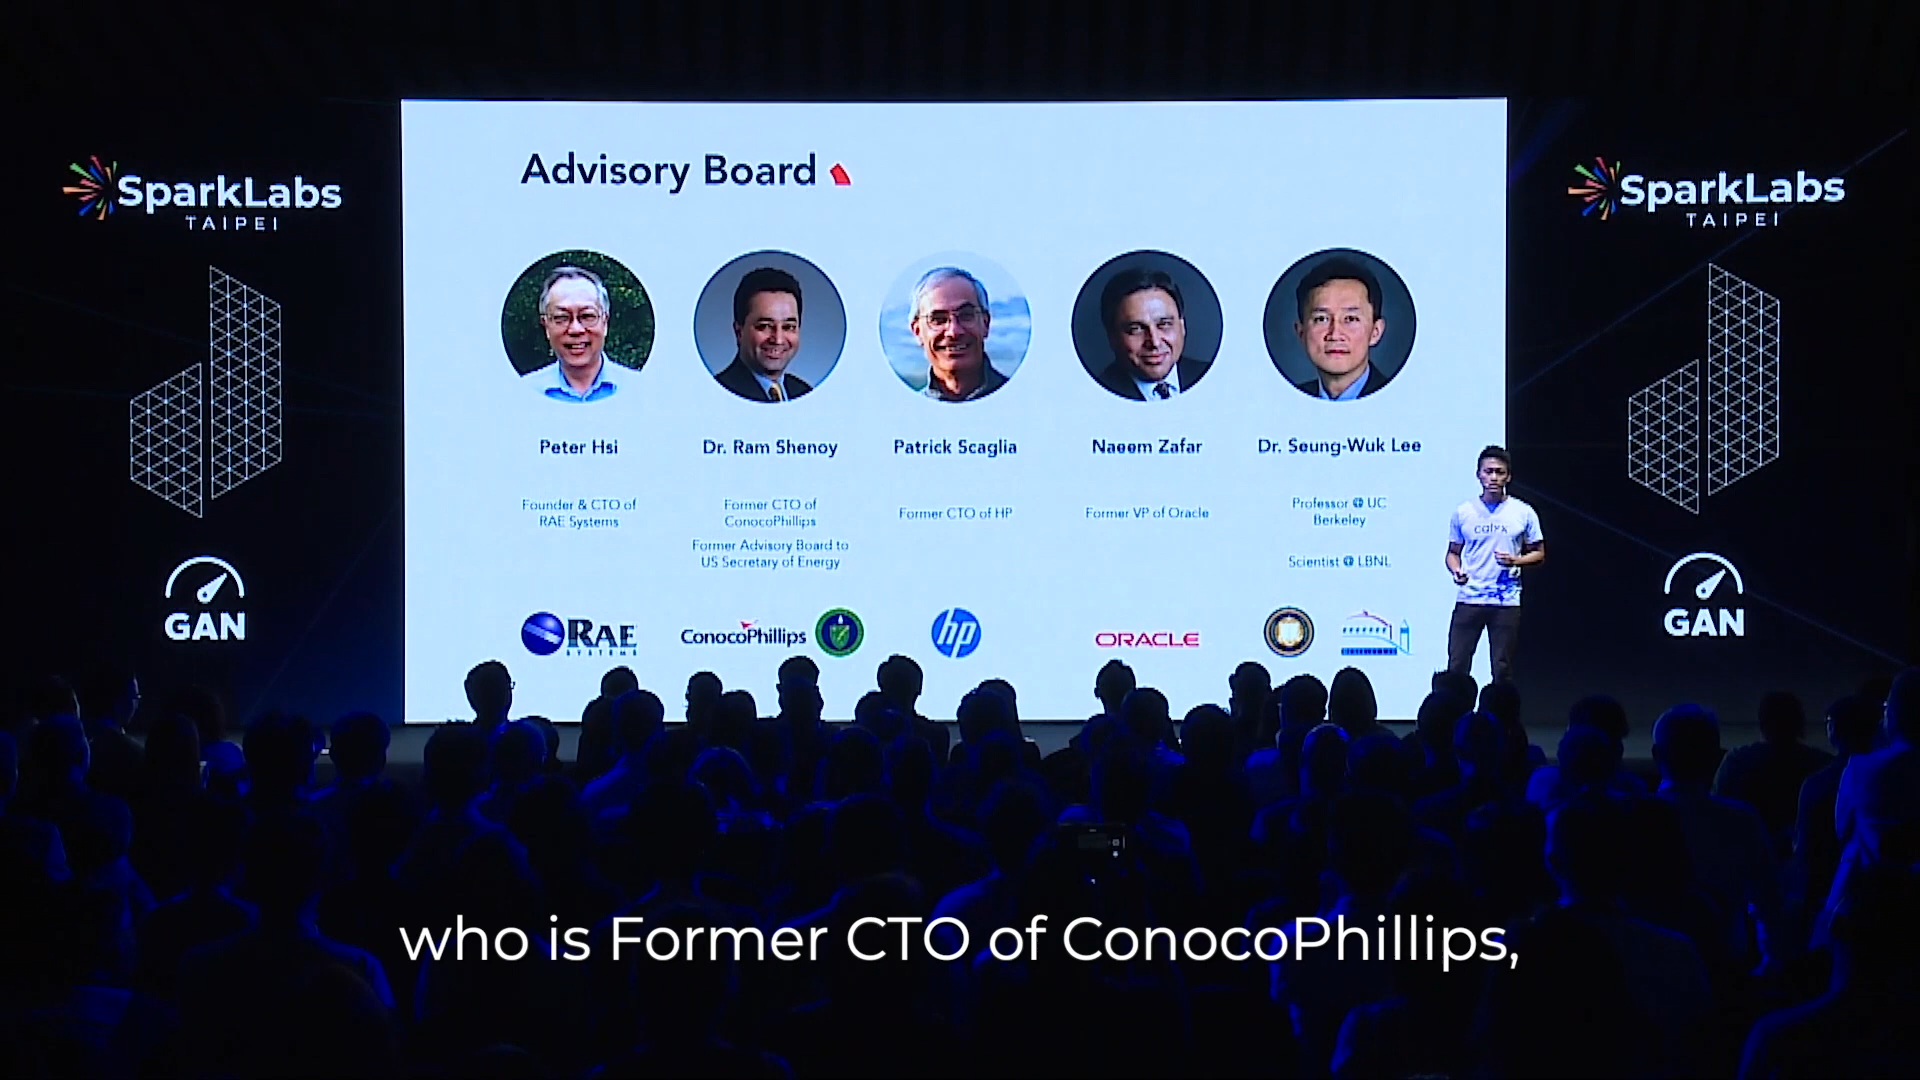 SparkLabs
TAIPEI
GAN
Advisory Board
Peter Hsi
Founder & CTO of
RAE Systems
RAE
SYSTEMS
Dr. Ram Shenoy
Former CTO of
ConocoPhillips
Former Advisory Board to
US Secretary of Energy
ConocoPhillips
Patrick Scaglia
Former CTO of HP
hp
Naeem Zafar
Former VP of Oracle
ORACLE
Dr. Seung-Wuk Lee
Professor @ UC
Berkeley
Scientist @ LBNL
calyx
SparkLabs
TAIPEI
GAN
who is Former CTO of ConocoPhillips,